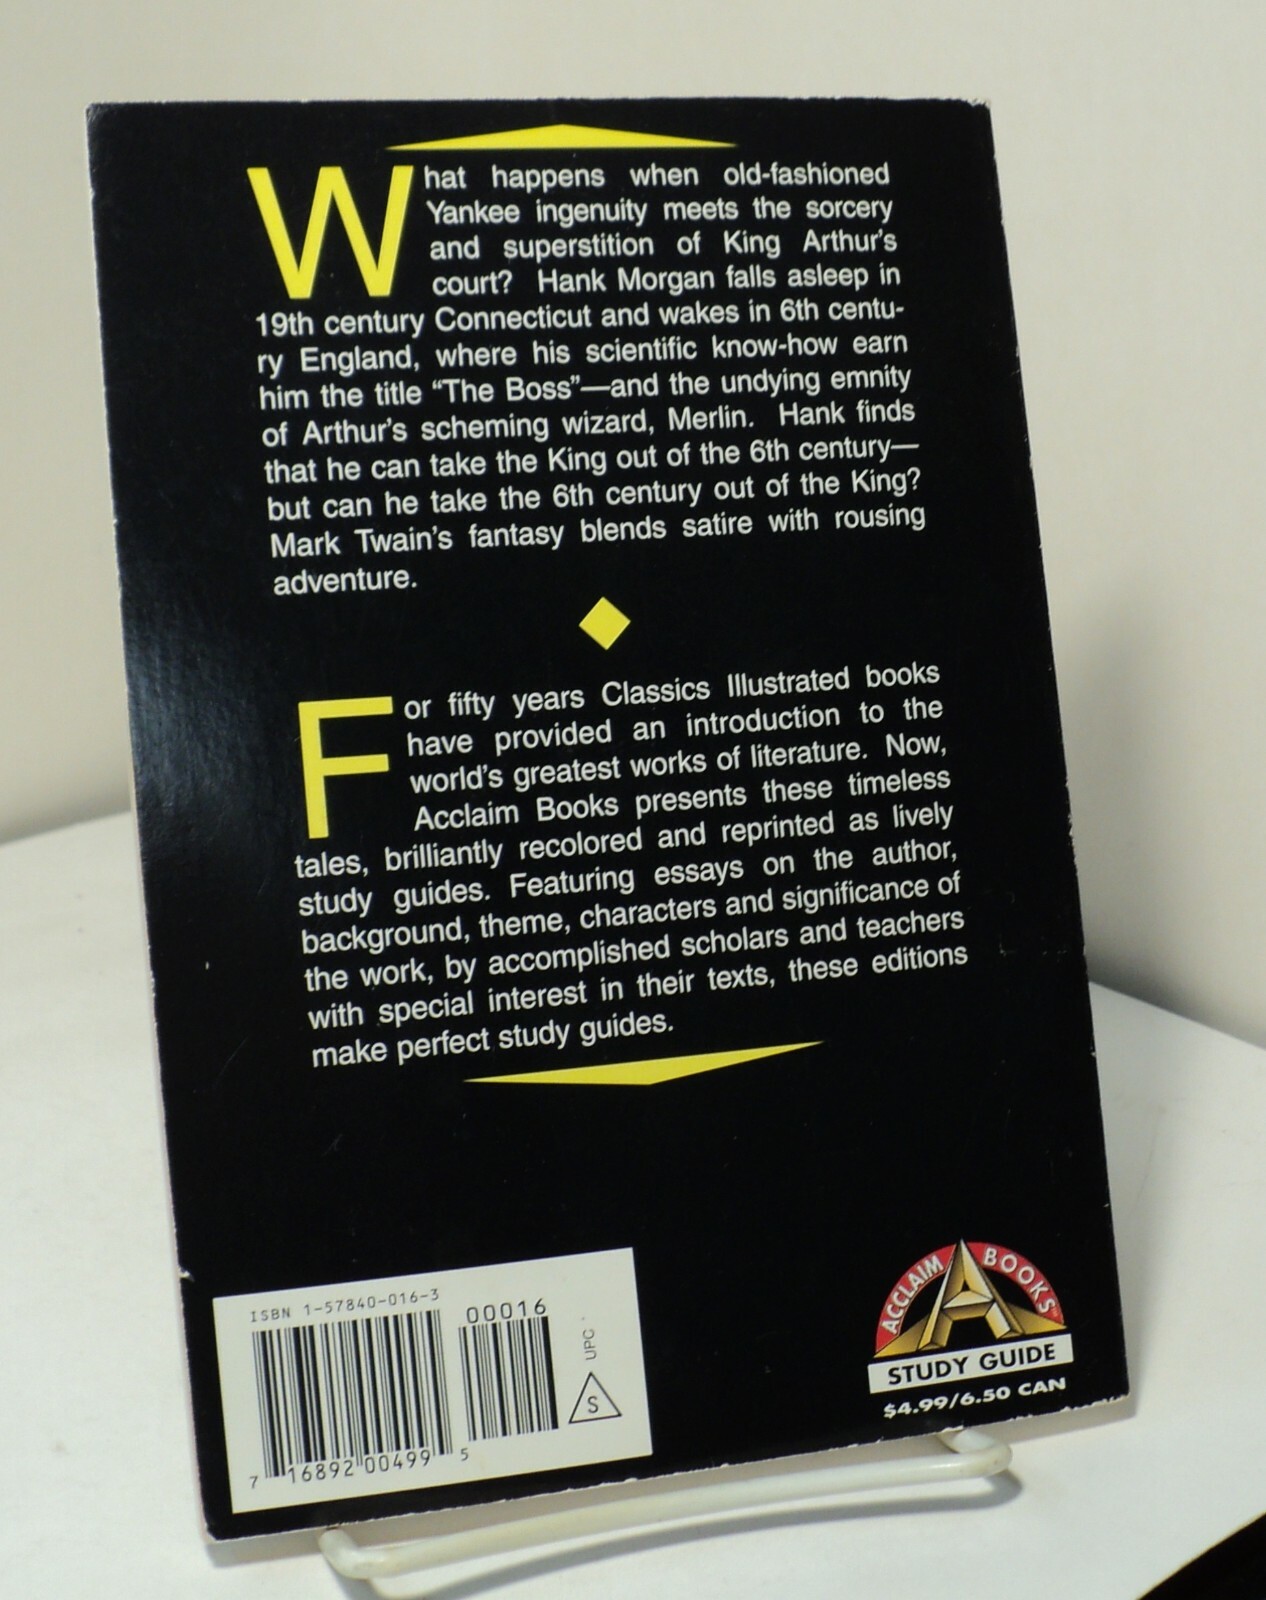 What happens when old-fashioned
Yankee ingenuity meets the sorcery
and superstition of King Arthur's
court? Hank Morgan falls asleep in
19th century Connecticut and wakes in 6th centu-
ry England, where his scientific know-how earn
him the title "The Boss"—and the undying emnity
of Arthur's scheming wizard, Merlin. Hank finds
that he can take the King out of the 6th century—
but can he take the 6th century out of the King?
Mark Twain's fantasy blends satire with rousing
adventure.
For fifty years Classics Illustrated books
have provided an introduction to the
world's greatest works of literature. Now,
Acclaim Books presents these timeless
tales, brilliantly recolored and reprinted as lively
study guides. Featuring essays on the author,
background, theme, characters and significance of
the work, by accomplished scholars and teachers
with special interest in their texts, these editions
make perfect study guides.
ISBN 1-57840-016-3
00016
UPC
S
7 16892 00499 5
ACCLAIM BOOKS™
STUDY GUIDE
$4.99/6.50 CAN